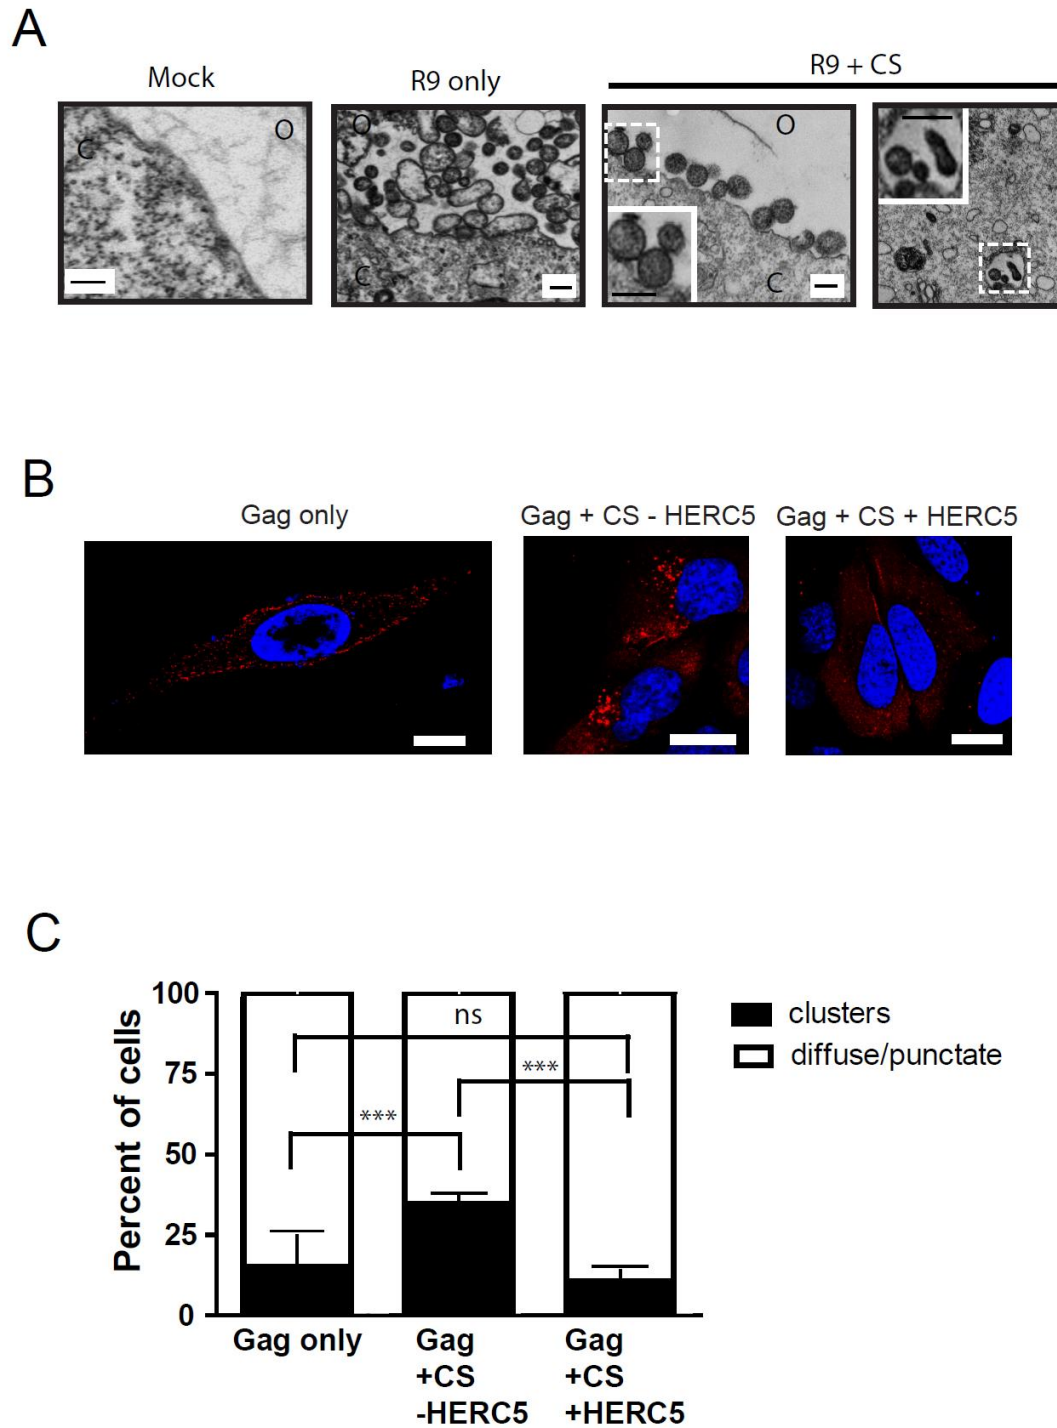 A
Mock
R9 only
R9 + CS
C
O
O
C
O
C
B
Gag only
Gag + CS - HERC5
Gag + CS + HERC5
C
Percent of cells
100
75
50
25
0
ns
***
***
clusters
diffuse/punctate
Gag only
Gag
+CS
-HERC5
Gag
+CS
+HERC5